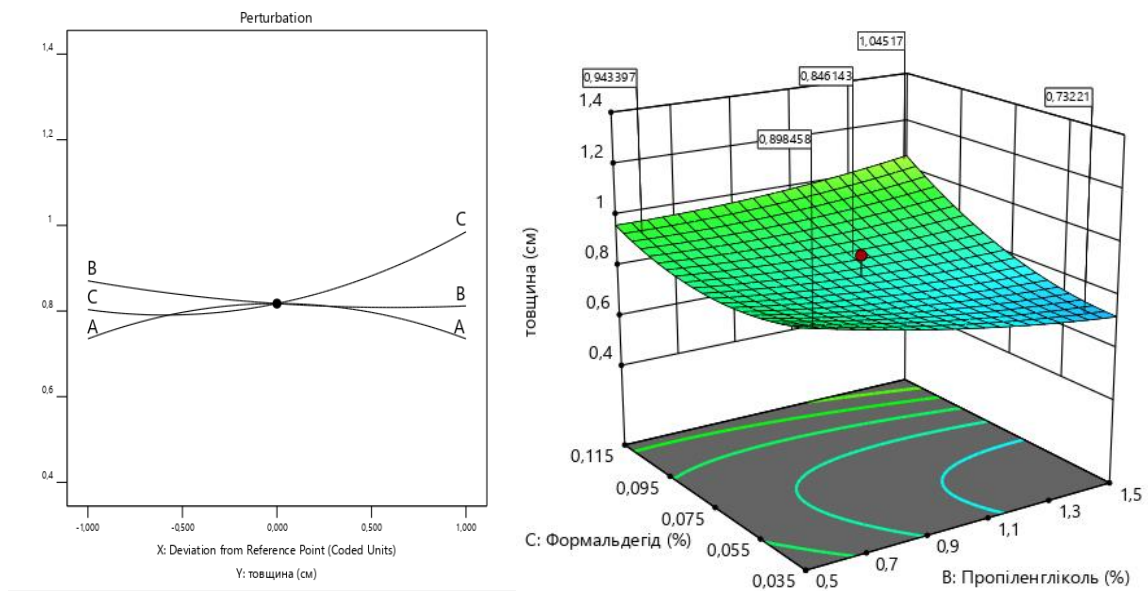 Perturbation
1,4
1,2
1
0,8
0,6
0,4
B
C
A
C
B
A
-1,000
-0,500
0,000
0,500
1,000
X: Deviation from Reference Point (Coded Units)
Y: товщина (см)
1,04517
0,943397
0,846143
0,73221
0,898458
1,4
1,2
1
0,8
0,6
0,4
товщина (см)
0,115
0,095
0,075
0,055
0,035
C: Формальдегід (%)
0,5
0,7
0,9
1,1
1,3
1,5
B: Пропіленгліколь (%)